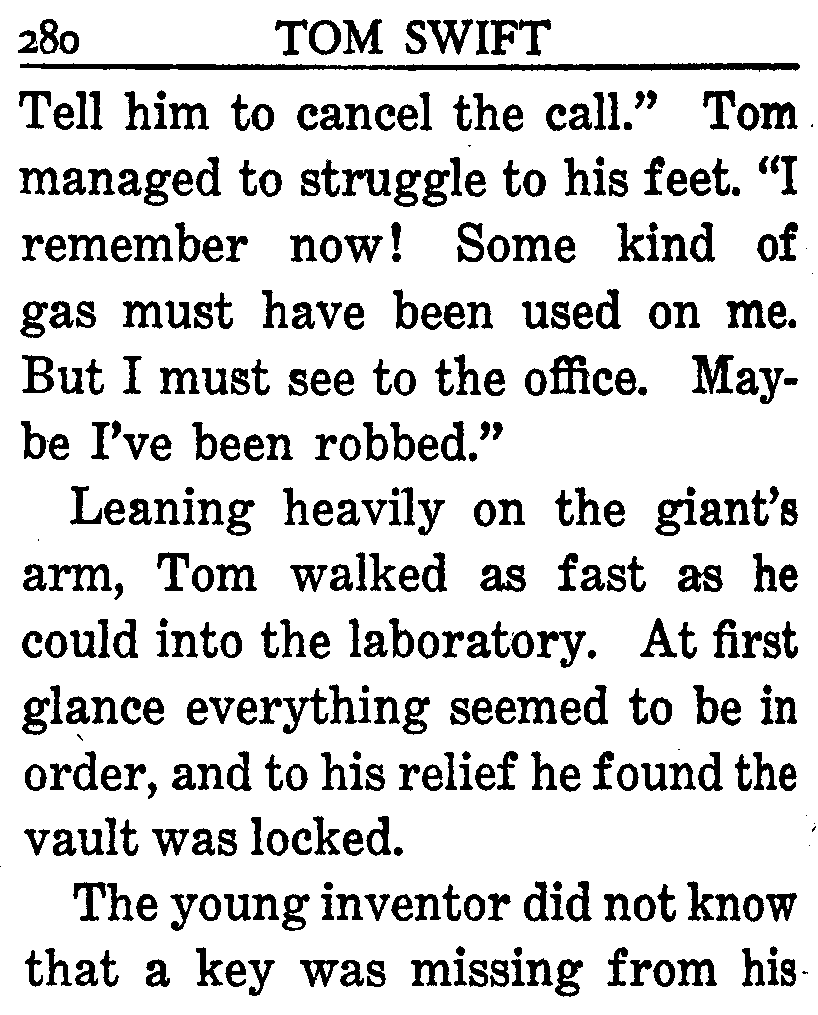 280 TOM SWIFT
Tell him to cancel the call.” Tom
managed to struggle to his feet. “I
remember now! Some kind of
gas must have been used on me.
But I must see to the office. May-
be I’ve been robbed.”
Leaning heavily on the giant’s
arm, Tom walked as fast as he
could into the laboratory. At first
glance everything seemed to be in
order, and to his relief he found the
vault was locked.
The young inventor did not know
that a key was missing from his